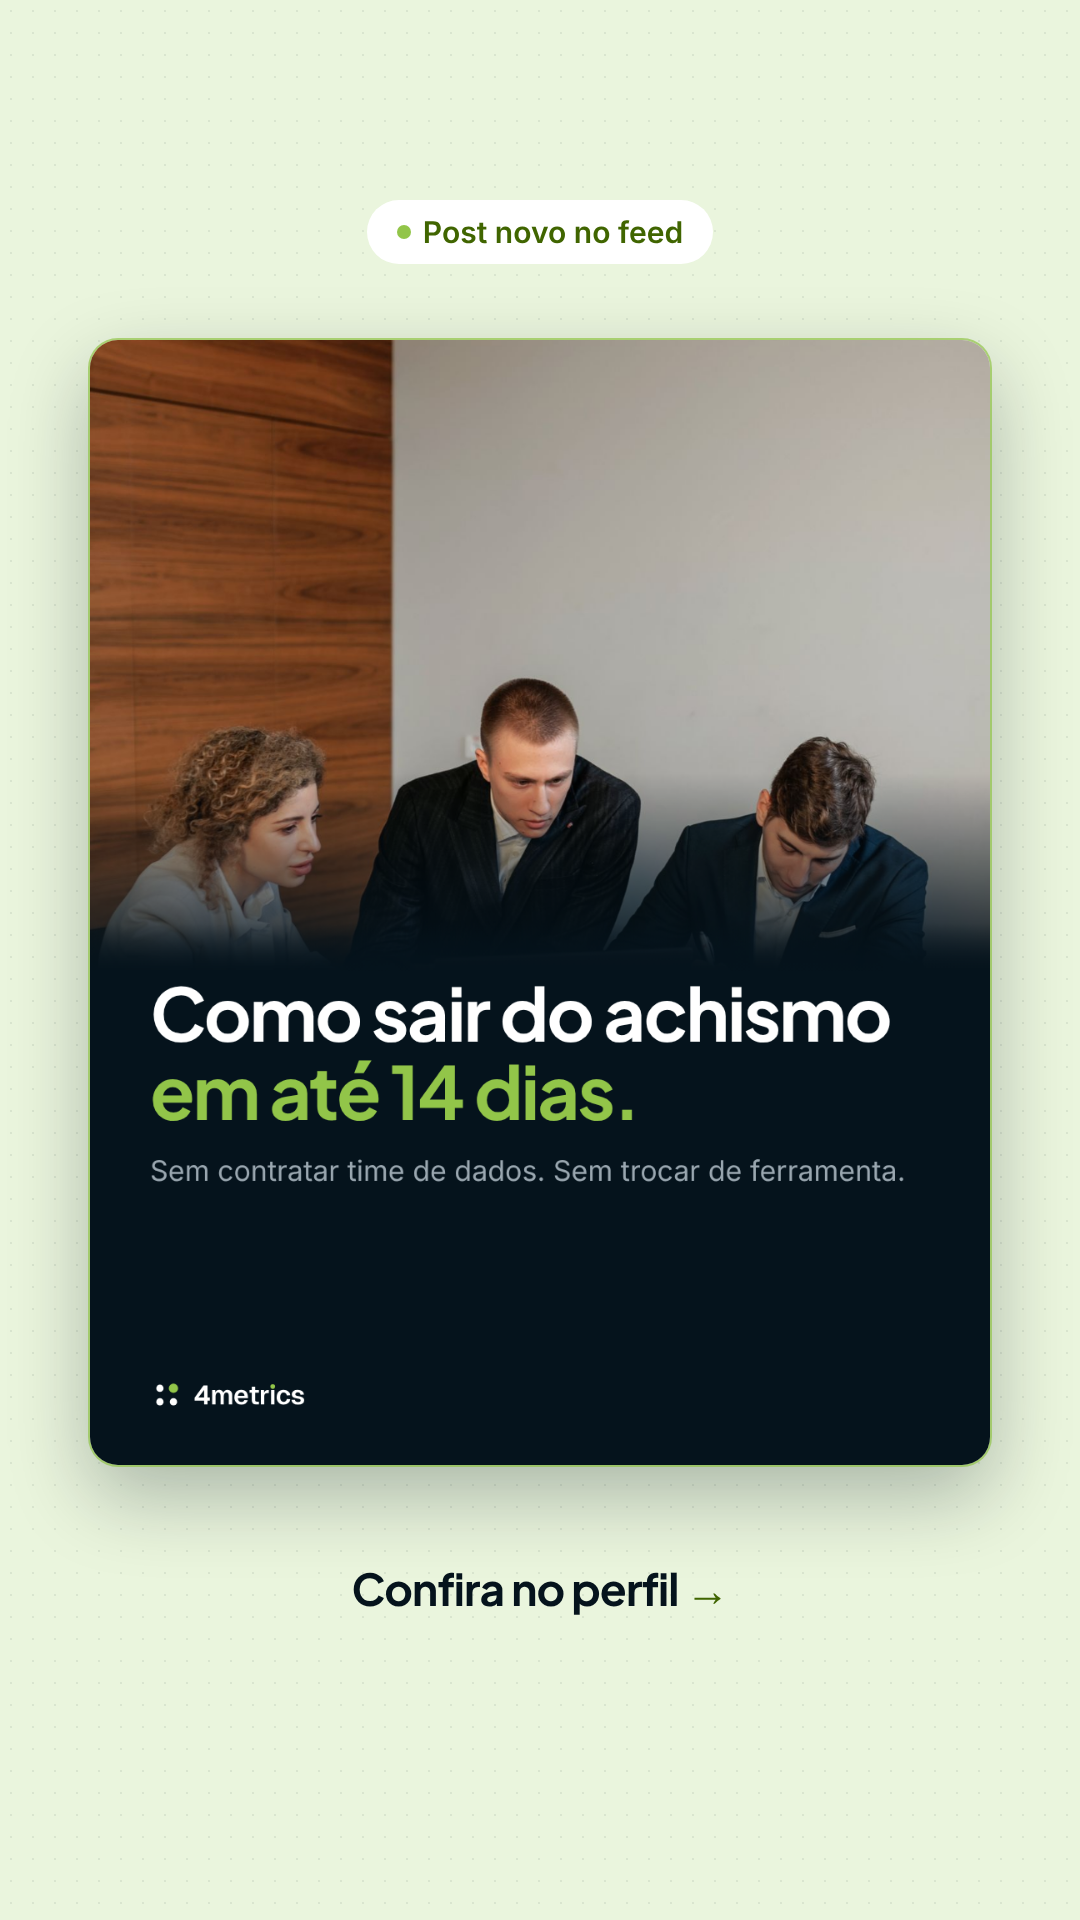 Post novo no feed
Como sair do achismo
em até 14 dias.
Sem contratar time de dados. Sem trocar de ferramenta.
4metrics
Confira no perfil →